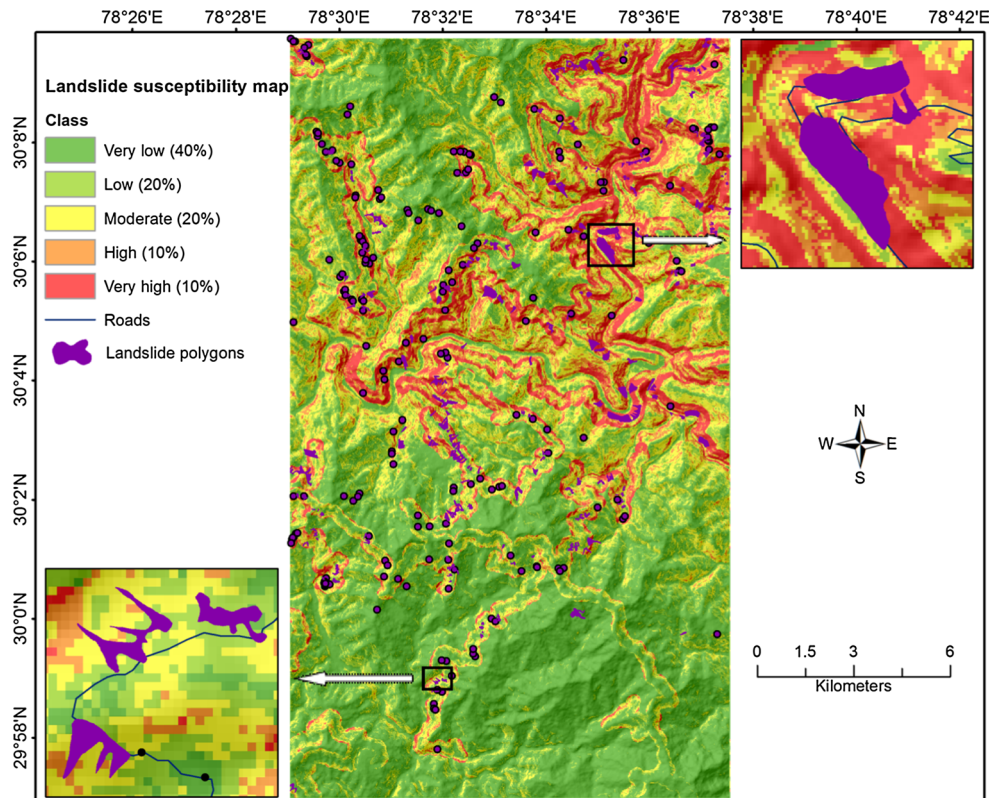 78°26'E 78°28'E 78°30'E 78°32'E 78°34'E 78°36'E 78°38'E 78°40'E 78°42'E
Landslide susceptibility map
Class
Very low (40%)
Low (20%)
Moderate (20%)
High (10%)
Very high (10%)
Roads
Landslide polygons
30°8'N
30°6'N
30°4'N
30°2'N
30°0'N
29°58'N
N
W E
S
0 1.5 3 6
Kilometers